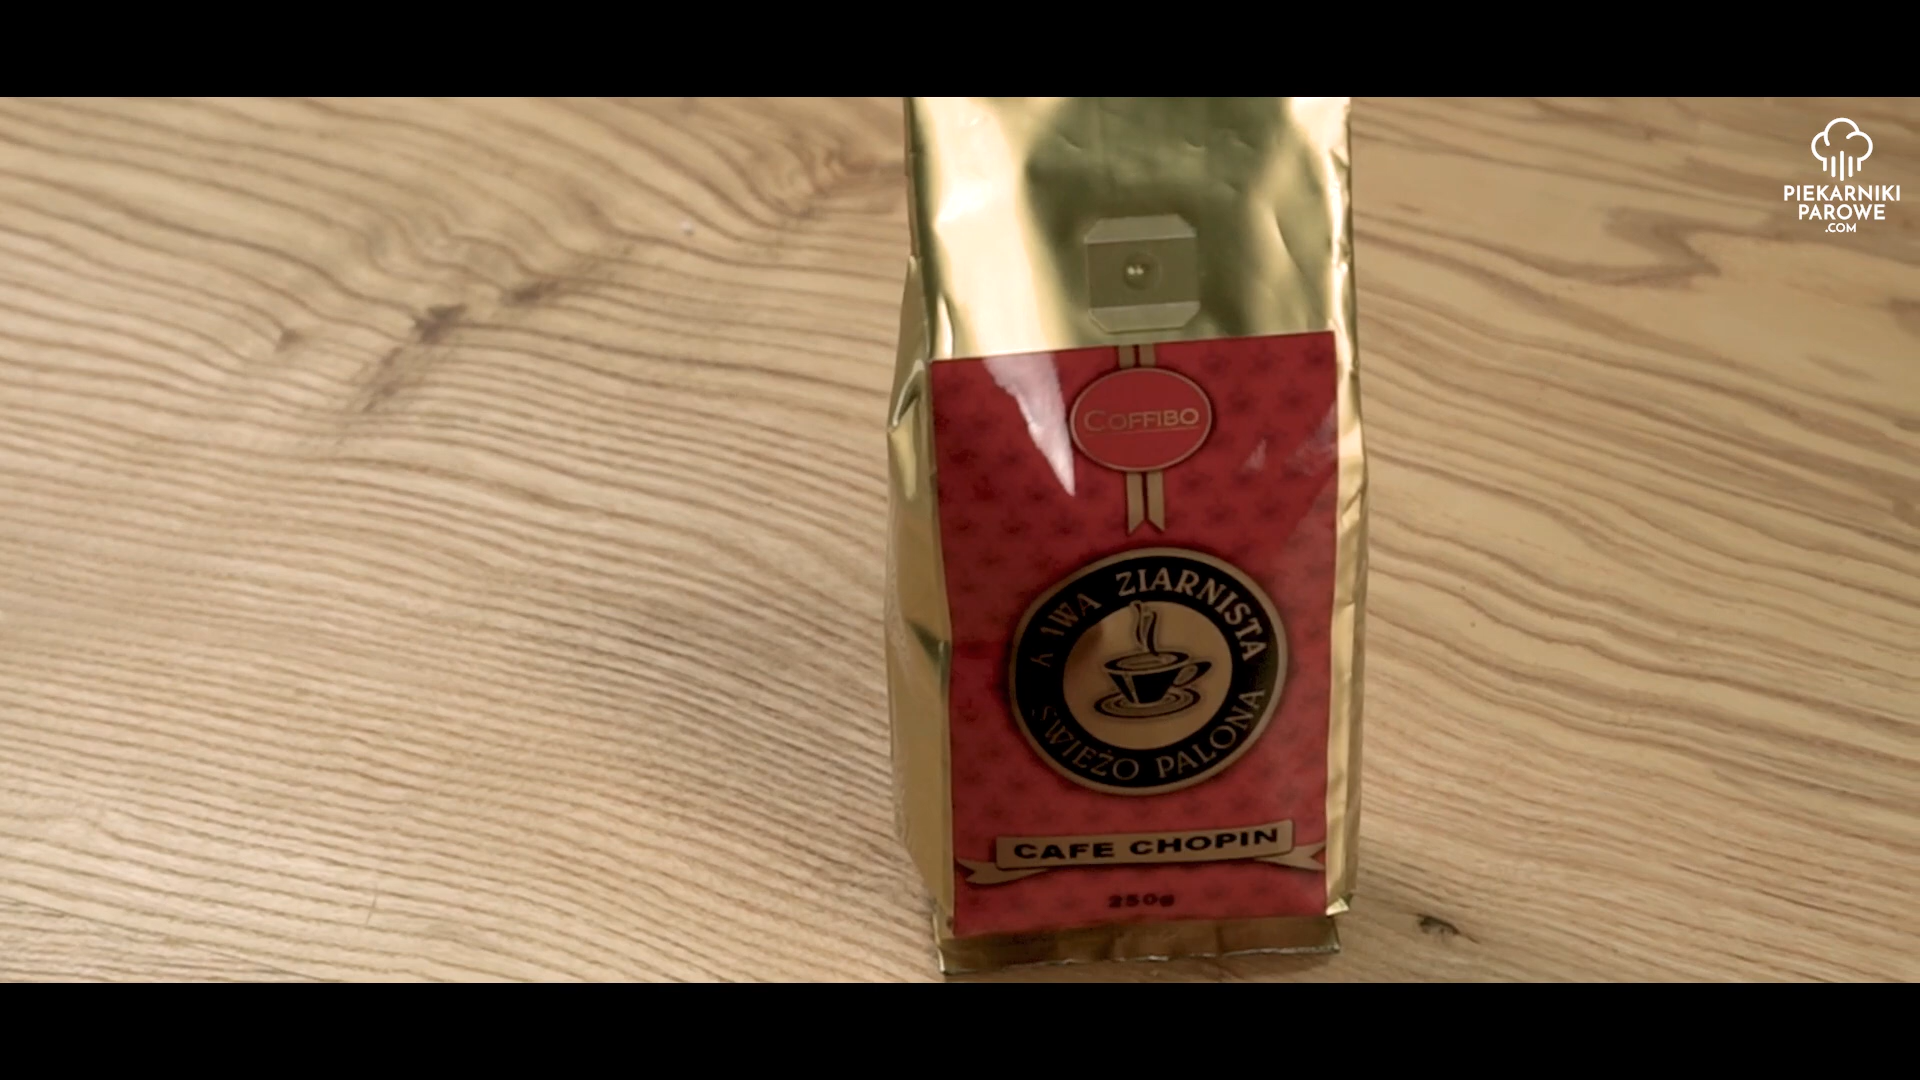 PIEKARNIKI
PAROWE
.COM
COFFIBO
ZIARNISTA
ŚWIEŻO PALONA
CAFE CHOPIN
250g